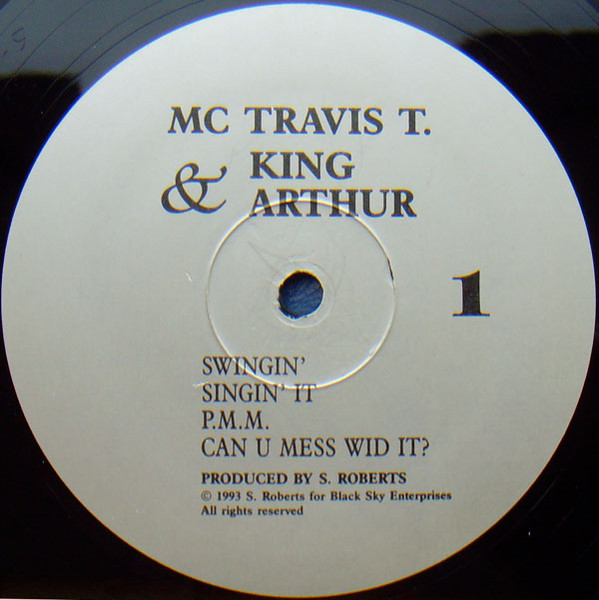 MC TRAVIS T.
& KING
ARTHUR
1
SWINGIN'
SINGIN' IT
P.M.M.
CAN U MESS WID IT?
PRODUCED BY S. ROBERTS
© 1993 S. Roberts for Black Sky Enterprises
All rights reserved